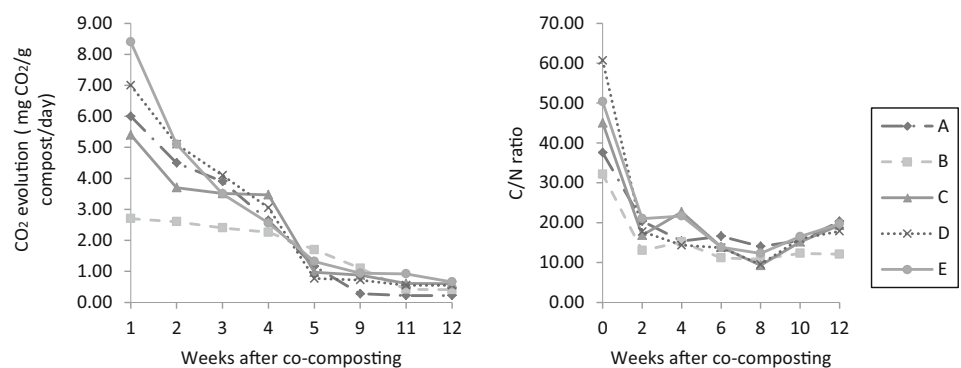 CO2 evolution ( mg CO2/g
compost/day)
9.00
8.00
7.00
6.00
5.00
4.00
3.00
2.00
1.00
0.00
1 2 3 4 5 9 11 12
Weeks after co-composting
C/N ratio
70.00
60.00
50.00
40.00
30.00
20.00
10.00
0.00
0 2 4 6 8 10 12
Weeks after co-composting
A
B
C
D
E